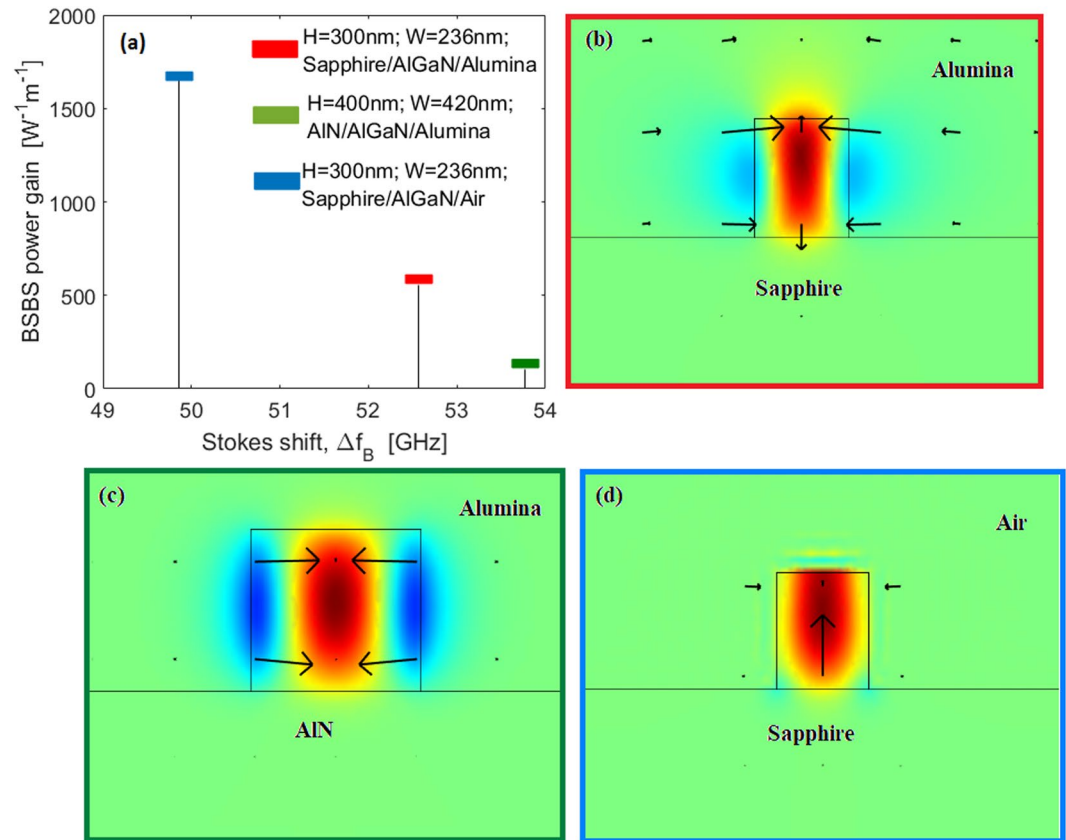 (a)
2000
1500
1000
500
0
BSBS power gain [W⁻¹m⁻¹]
49
50
51
52
53
54
Stokes shift, Δf_B [GHz]
H=300nm; W=236nm;
Sapphire/AlGaN/Alumina
H=400nm; W=420nm;
AlN/AlGaN/Alumina
H=300nm; W=236nm;
Sapphire/AlGaN/Air
(b)
Alumina
Sapphire
(c)
Alumina
AlN
(d)
Air
Sapphire